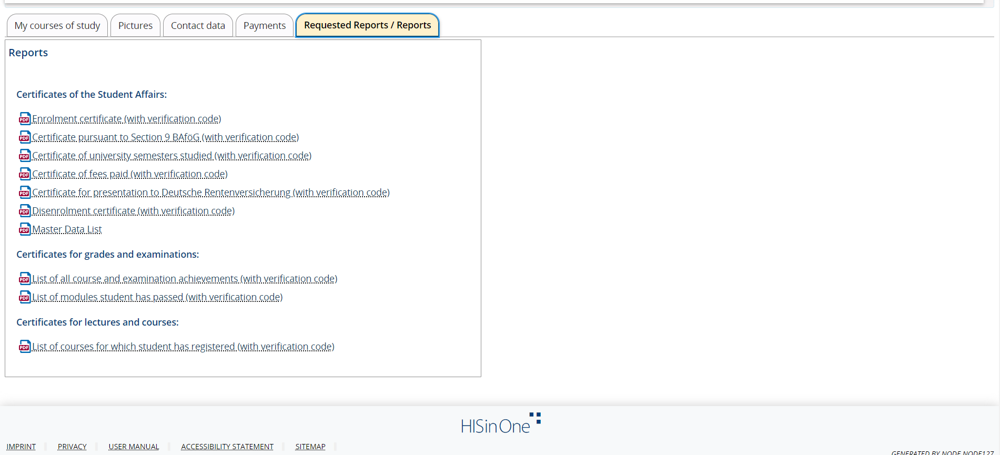 My courses of study
Pictures
Contact data
Payments
Requested Reports / Reports
Reports
Certificates of the Student Affairs:
PDF Enrolment certificate (with verification code)
PDF Certificate pursuant to Section 9 BAföG (with verification code)
PDF Certificate of university semesters studied (with verification code)
PDF Certificate of fees paid (with verification code)
PDF Certificate for presentation to Deutsche Rentenversicherung (with verification code)
PDF Disenrolment certificate (with verification code)
PDF Master Data List
Certificates for grades and examinations:
PDF List of all course and examination achievements (with verification code)
PDF List of modules student has passed (with verification code)
Certificates for lectures and courses:
PDF List of courses for which student has registered (with verification code)
HISinOne
IMPRINT
PRIVACY
USER MANUAL
ACCESSIBILITY STATEMENT
SITEMAP
GENERATED BY NODE NODE127